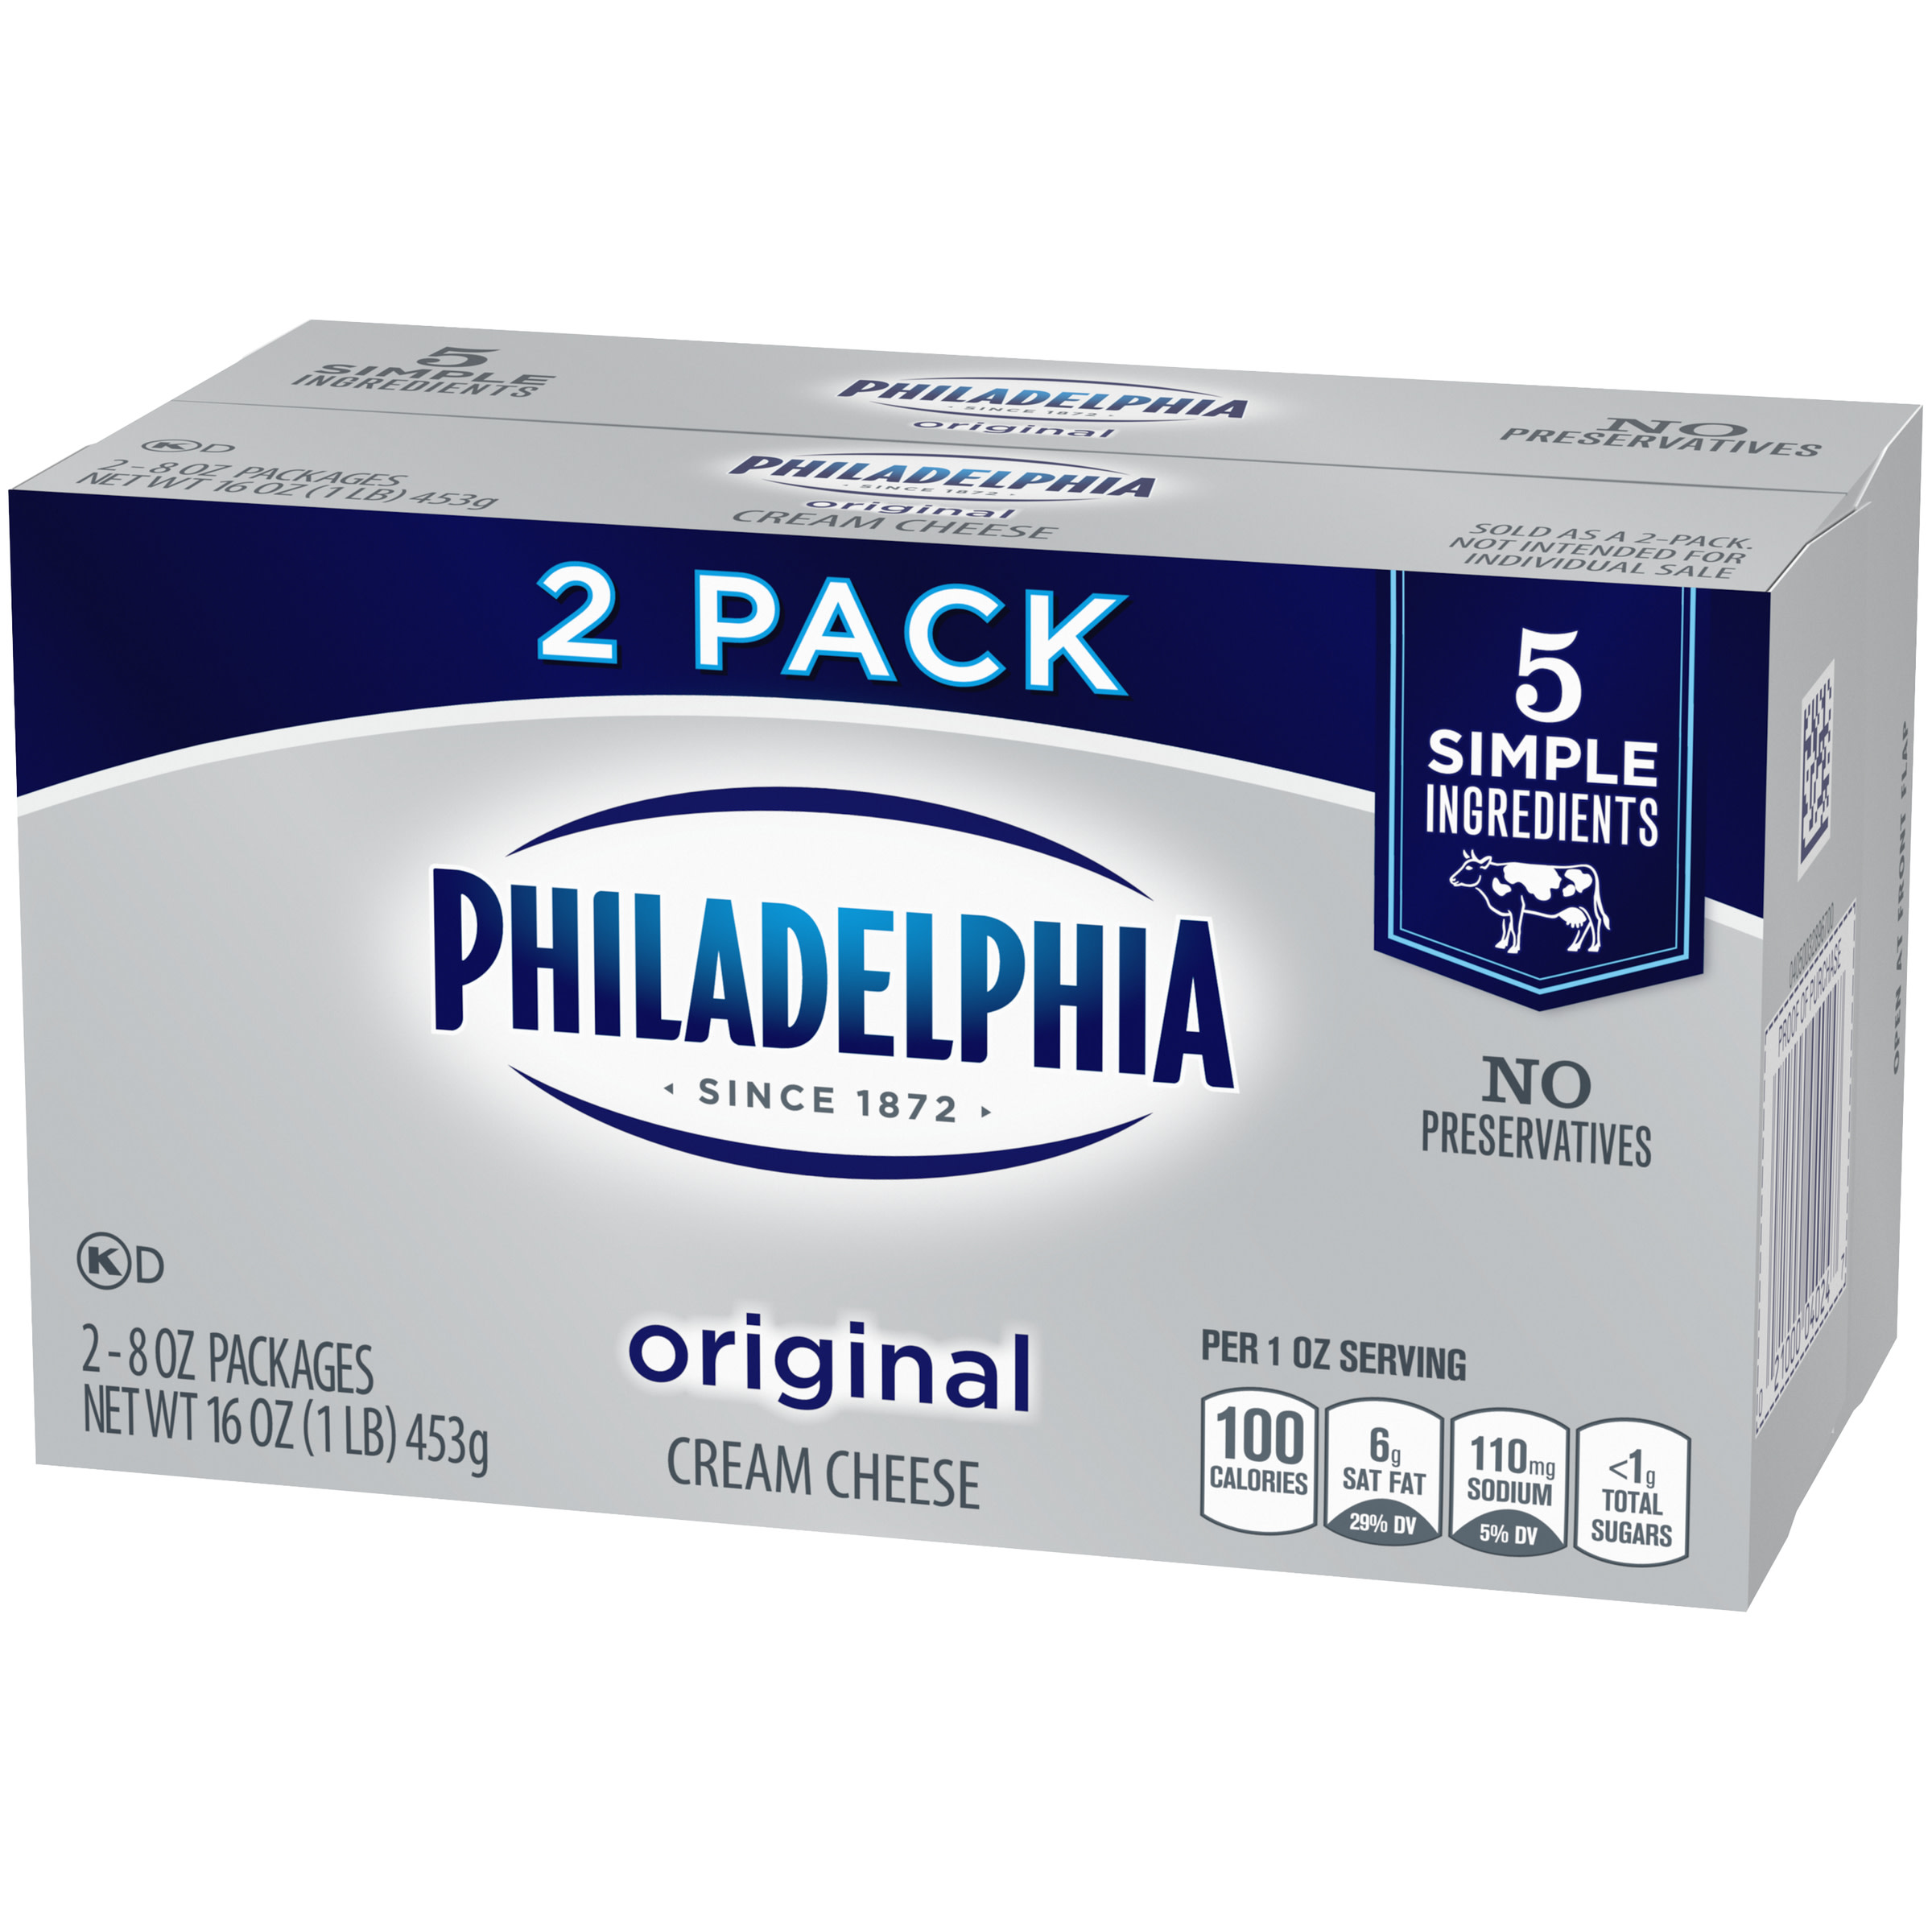 5
SIMPLE
INGREDIENTS
PHILADELPHIA
SINCE 1872
original
NO
PRESERVATIVES
K D
2-8 OZ PACKAGES
NET WT 16 OZ (1 LB) 453g
PHILADELPHIA
SINCE 1872
original
CREAM CHEESE
SOLD AS A 2-PACK.
NOT INTENDED FOR
INDIVIDUAL SALE
2 PACK
5
SIMPLE
INGREDIENTS
PHILADELPHIA
SINCE 1872
NO
PRESERVATIVES
K D
2-8 OZ PACKAGES
NET WT 16 OZ (1 LB) 453g
original
CREAM CHEESE
PER 1 OZ SERVING
100
CALORIES
6g
SAT FAT
29% DV
110mg
SODIUM
5% DV
<1g
TOTAL
SUGARS
PROOF OF PURCHASE
OPEN AT FRONT FLAP